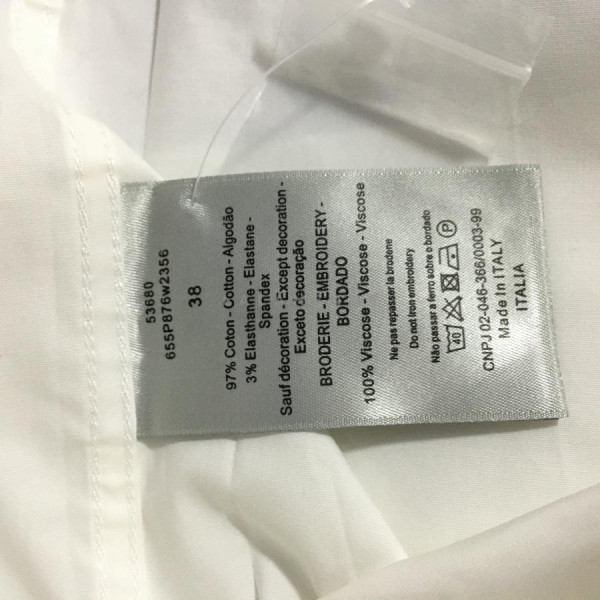 53680
655P876W2356
38
97% Coton - Cotton - Algodão
3% Elasthanne - Elastane -
Spandex
Sauf décoration - Except decoration -
Exceto decoração
BRODERIE - EMBROIDERY -
BORDADO
100% Viscose - Viscose - Viscose
Ne pas repasser la broderie
Do not Iron embroidery
Não passar a ferro sobre o bordado
40 P
CNPJ 02-046-366/0003-99
Made In ITALY
ITALIA